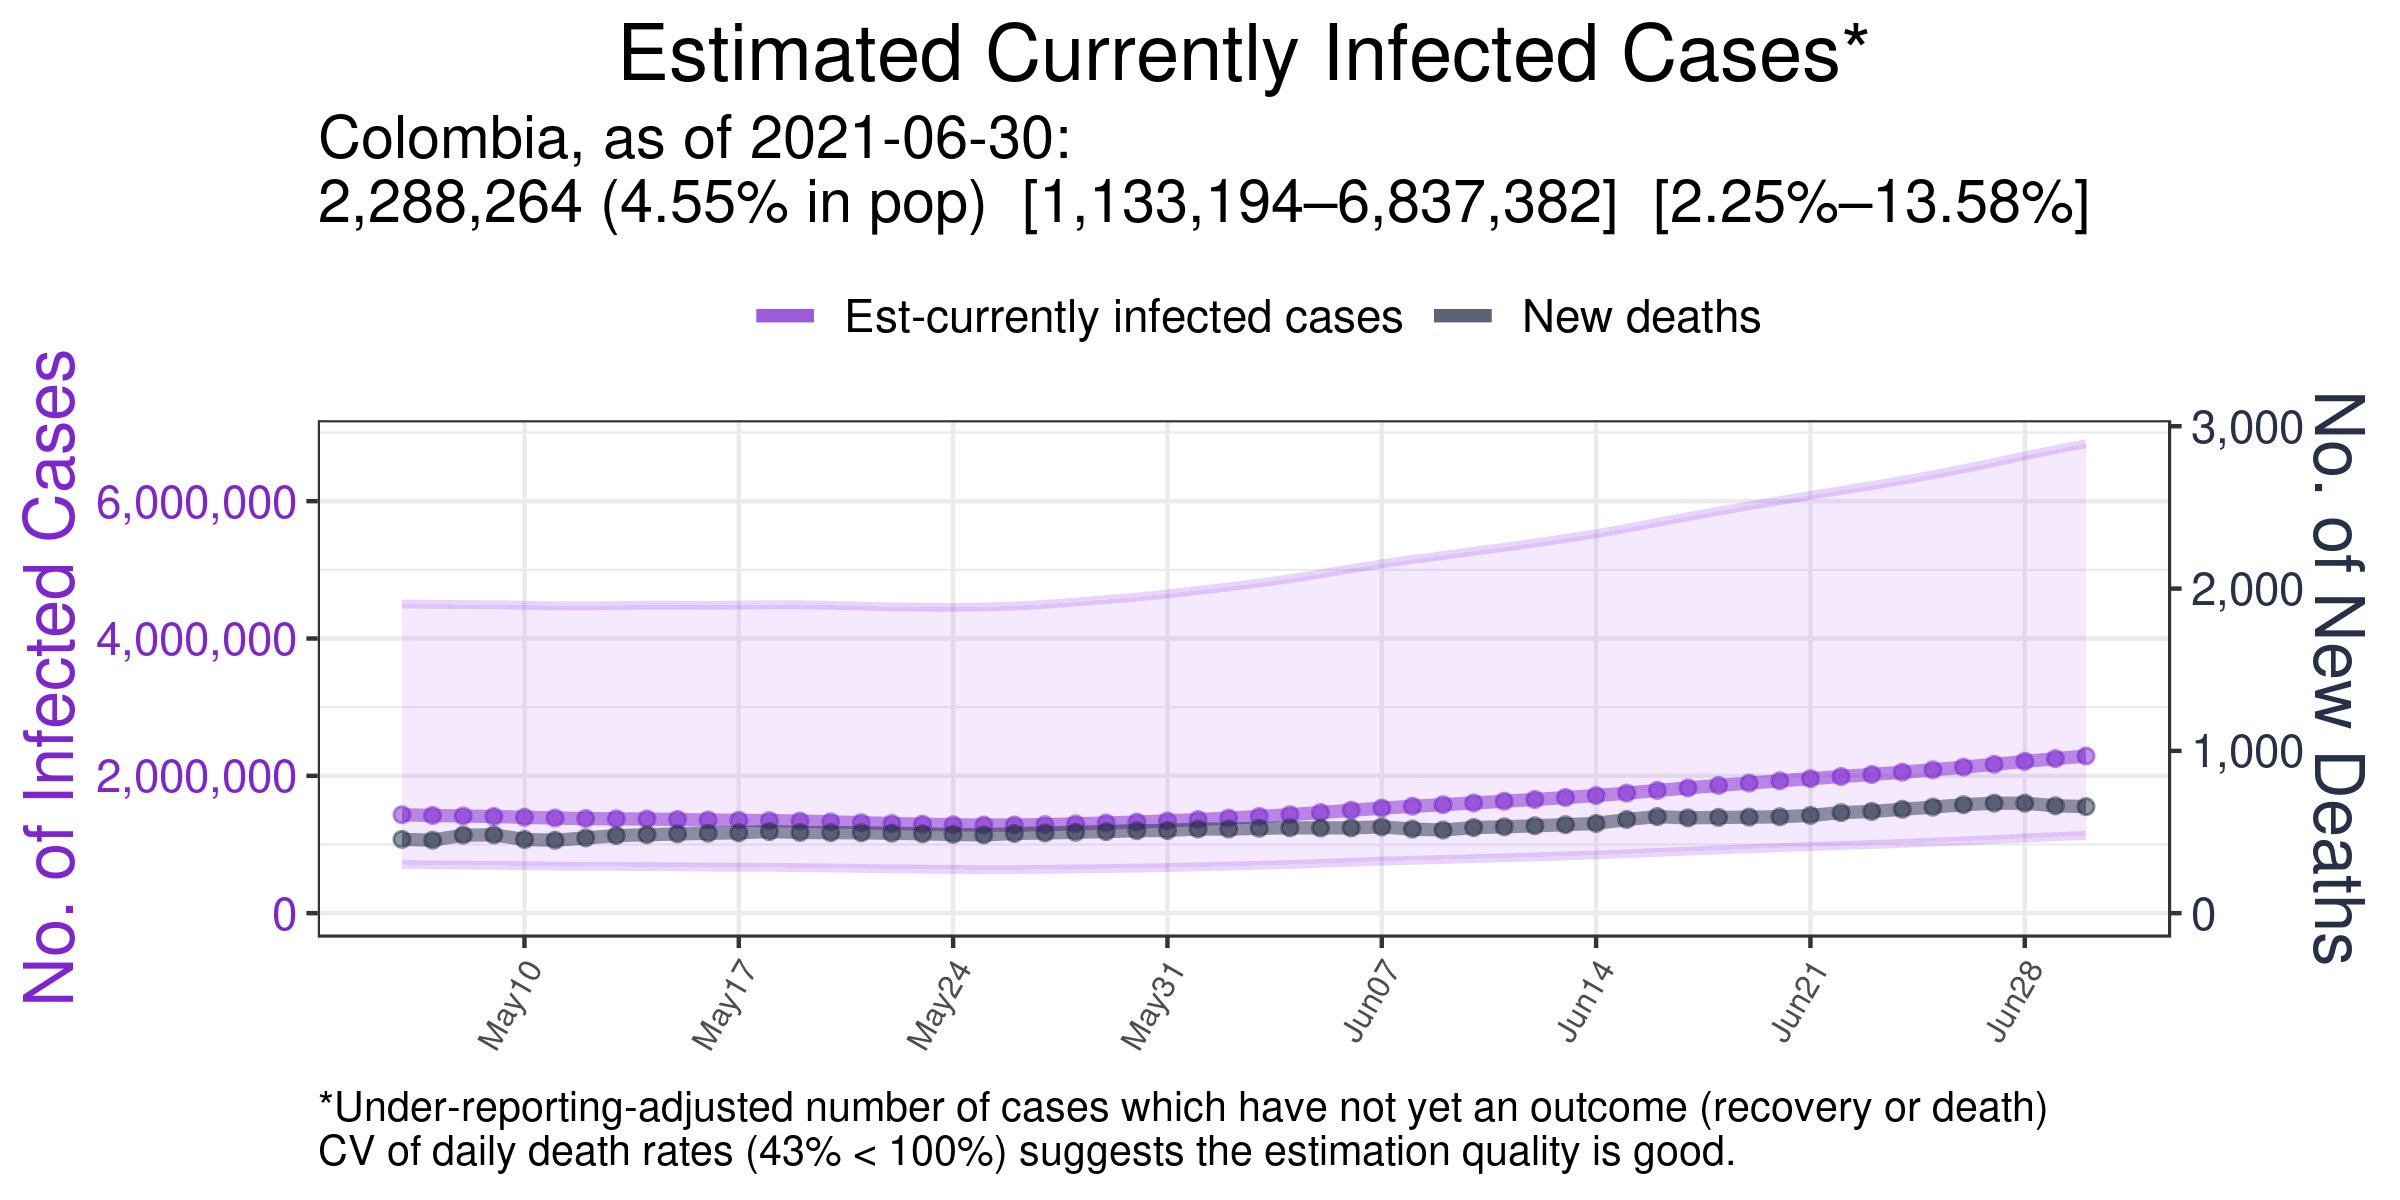 Estimated Currently Infected Cases*
Colombia, as of 2021-06-30:
2,288,264 (4.55% in pop)  [1,133,194–6,837,382]  [2.25%–13.58%]
Est-currently infected cases
New deaths
No. of Infected Cases
6,000,000
4,000,000
2,000,000
0
3,000
2,000
1,000
0
No. of New Deaths
May10
May17
May24
May31
Jun07
Jun14
Jun21
Jun28
*Under-reporting-adjusted number of cases which have not yet an outcome (recovery or death)
CV of daily death rates (43% < 100%) suggests the estimation quality is good.